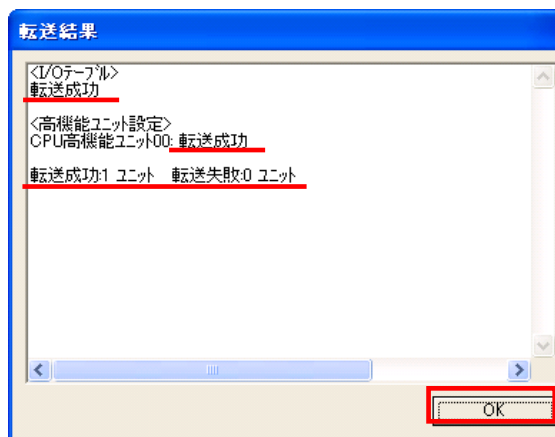 転送結果
<I/Oテーブル>
転送成功
<高機能ユニット設定>
CPU高機能ユニット00: 転送成功
転送成功:1 ユニット　転送失敗:0 ユニット
OK